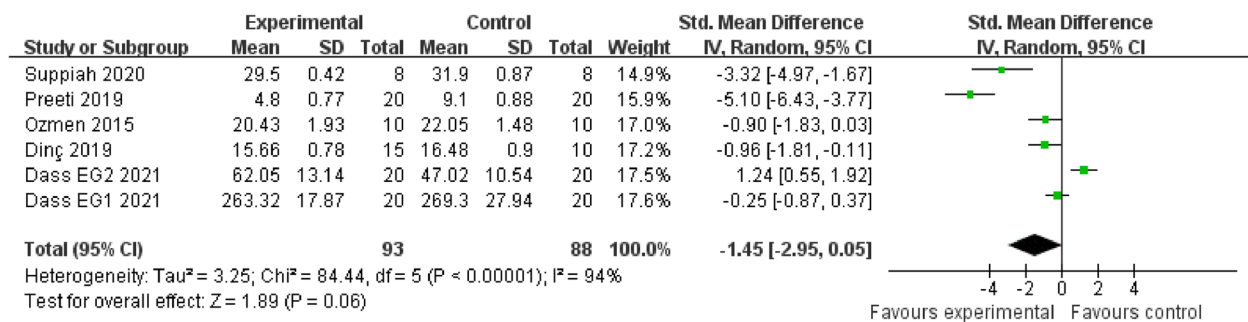 Experimental Control Std. Mean Difference Std. Mean Difference
Study or Subgroup Mean SD Total Mean SD Total Weight IV, Random, 95% CI IV, Random, 95% CI
Suppiah 2020 29.5 0.42 8 31.9 0.87 8 14.9% -3.32 [-4.97, -1.67]
Preeti 2019 4.8 0.77 20 9.1 0.88 20 15.9% -5.10 [-6.43, -3.77]
Ozmen 2015 20.43 1.93 10 22.05 1.48 10 17.0% -0.90 [-1.83, 0.03]
Dinç 2019 15.66 0.78 15 16.48 0.9 10 17.2% -0.96 [-1.81, -0.11]
Dass EG2 2021 62.05 13.14 20 47.02 10.54 20 17.5% 1.24 [0.55, 1.92]
Dass EG1 2021 263.32 17.87 20 269.3 27.94 20 17.6% -0.25 [-0.87, 0.37]
Total (95% CI) 93 88 100.0% -1.45 [-2.95, 0.05]
Heterogeneity: Tau² = 3.25; Chi² = 84.44, df = 5 (P < 0.00001); I² = 94%
Test for overall effect: Z = 1.89 (P = 0.06)
-4 -2 0 2 4
Favours experimental Favours control